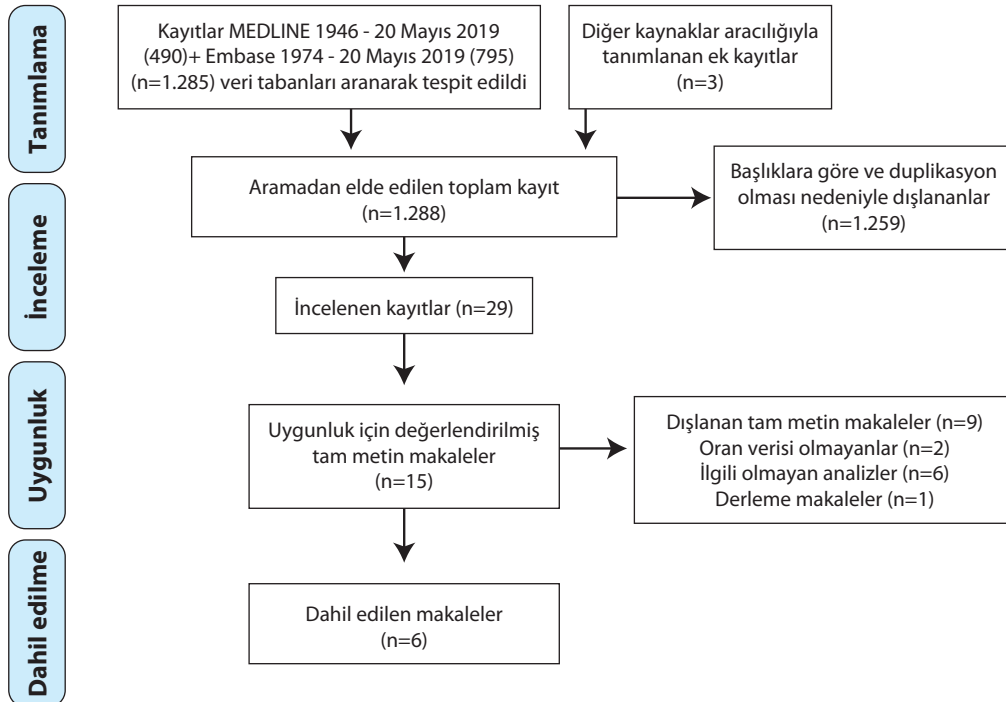 Tanımlama
Kayıtlar MEDLINE 1946 - 20 Mayıs 2019
(490)+ Embase 1974 - 20 Mayıs 2019 (795)
(n=1.285) veri tabanları aranarak tespit edildi
Diğer kaynaklar aracılığıyla
tanımlanan ek kayıtlar
(n=3)
İnceleme
Aramadan elde edilen toplam kayıt
(n=1.288)
Başlıklara göre ve duplikasyon
olması nedeniyle dışlananlar
(n=1.259)
İncelenen kayıtlar (n=29)
Uygunluk
Uygunluk için değerlendirilmiş
tam metin makaleler
(n=15)
Dışlanan tam metin makaleler (n=9)
Oran verisi olmayanlar (n=2)
İlgili olmayan analizler (n=6)
Derleme makaleler (n=1)
Dahil edilme
Dahil edilen makaleler
(n=6)